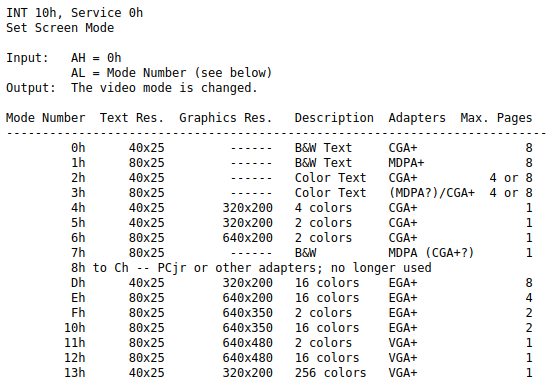 INT 10h, Service 0h
Set Screen Mode
Input:   AH = 0h
         AL = Mode Number (see below)
Output:  The video mode is changed.
Mode Number  Text Res.  Graphics Res.   Description  Adapters  Max. Pages
---------------------------------------------------------------------------
         0h      40x25         ------   B&W Text     CGA+               8
         1h      80x25         ------   B&W Text     MDPA+              8
         2h      40x25         ------   Color Text   CGA+          4 or 8
         3h      80x25         ------   Color Text   (MDPA?)/CGA+  4 or 8
         4h      40x25        320x200   4 colors     CGA+               1
         5h      40x25        320x200   2 colors     CGA+               1
         6h      80x25        640x200   2 colors     CGA+               1
         7h      80x25         ------   B&W          MDPA (CGA+?)       1
         8h to Ch -- PCjr or other adapters; no longer used
         Dh      40x25        320x200   16 colors    EGA+               8
         Eh      80x25        640x200   16 colors    EGA+               4
         Fh      80x25        640x350   2 colors     EGA+               2
        10h      80x25        640x350   16 colors    EGA+               2
        11h      80x25        640x480   2 colors     VGA+               1
        12h      80x25        640x480   16 colors    VGA+               1
        13h      40x25        320x200   256 colors   VGA+               1